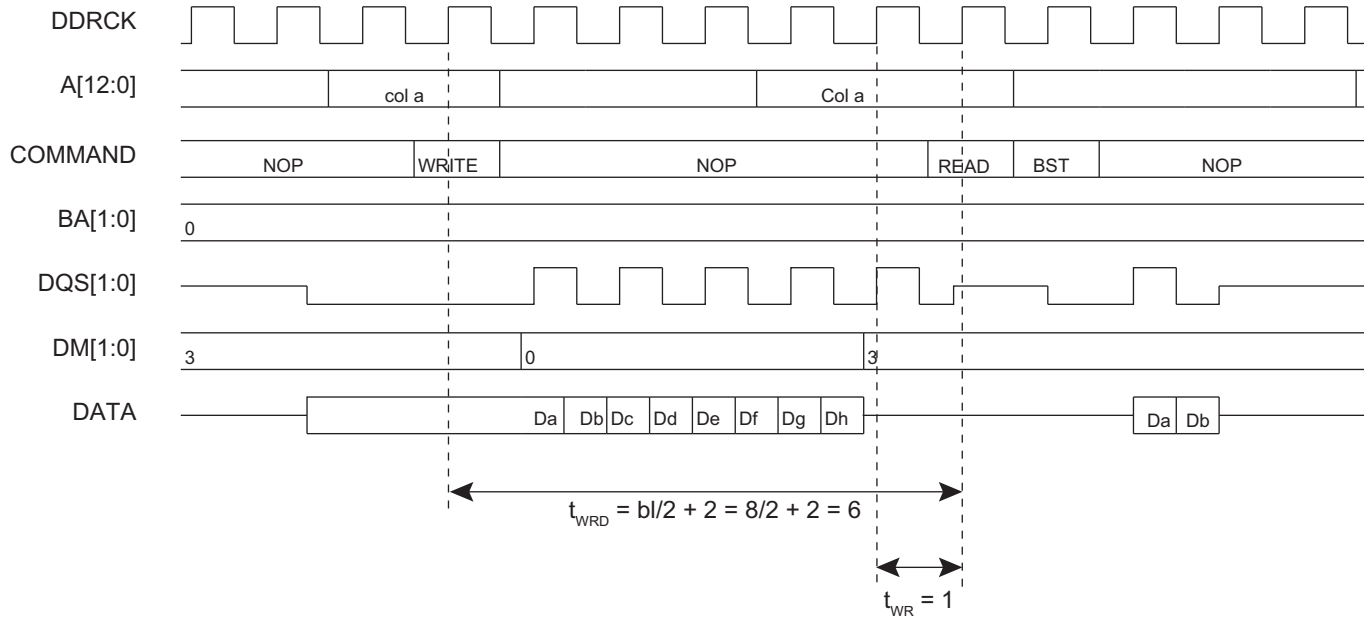 DDRCK
A[12:0] col a Col a
COMMAND NOP WRITE NOP READ BST NOP
BA[1:0] 0
DQS[1:0]
DM[1:0] 3 0 3
DATA Da Db Dc Dd De Df Dg Dh Da Db
tWRD = bl/2 + 2 = 8/2 + 2 = 6
tWR = 1